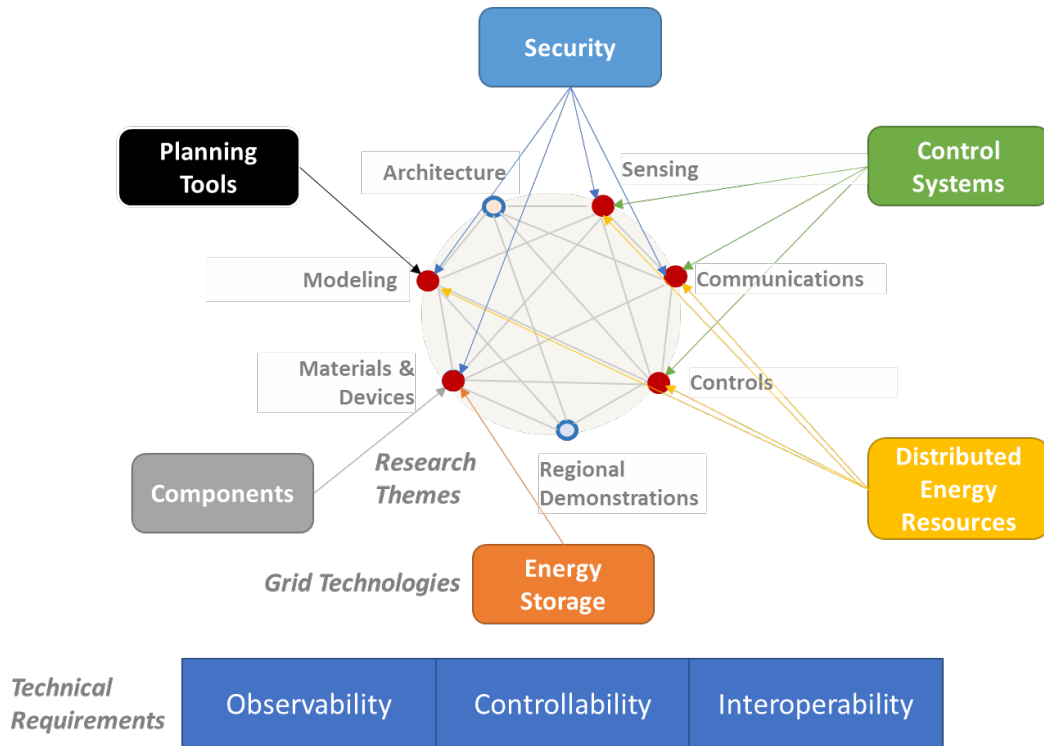 Security
Planning
Tools
Architecture
Sensing
Control
Systems
Modeling
Communications
Materials &
Devices
Controls
Components
Research
Themes
Regional
Demonstrations
Distributed
Energy
Resources
Grid Technologies
Energy
Storage
Technical
Requirements
Observability
Controllability
Interoperability